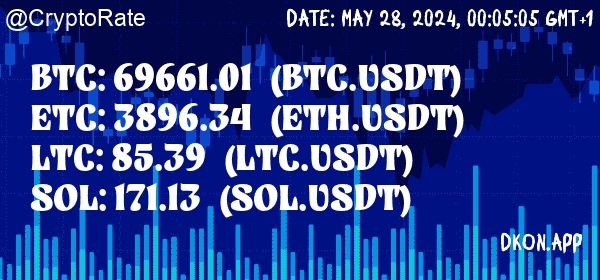 @CryptoRate
DATE: MAY 28, 2024, 00:05:05 GMT+1
BTC: 69661.01 (BTC.USDT)
ETC: 3896.34 (ETH.USDT)
LTC: 85.39 (LTC.USDT)
SOL: 171.13 (SOL.USDT)
DKON.APP